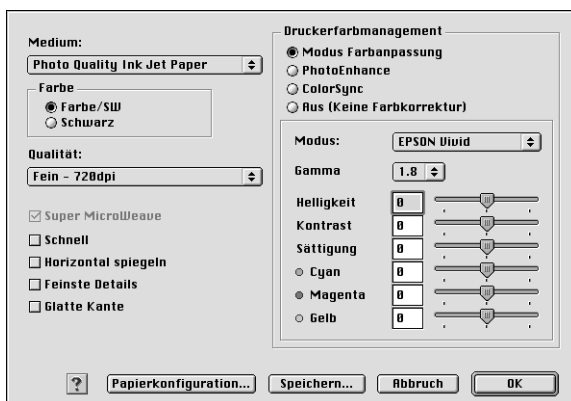 Medium:
Photo Quality Ink Jet Paper
Farbe
Farbe/SW
Schwarz
Qualität:
Fein - 720dpi
Super MicroWeave
Schnell
Horizontal spiegeln
Feinste Details
Glatte Kante
Druckerfarbmanagement
Modus Farbanpassung
PhotoEnhance
ColorSync
Aus (Keine Farbkorrektur)
Modus: EPSON Vivid
Gamma 1.8
Helligkeit 0
Kontrast 0
Sättigung 0
Cyan 0
Magenta 0
Gelb 0
? Papierkonfiguration... Speichern... Abbruch OK